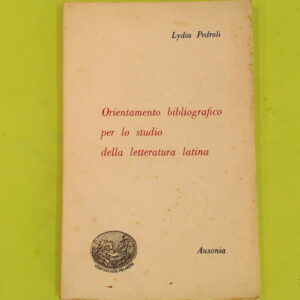 Lydia Pedroli
Orientamento bibliografico
per lo studio
della letteratura latina
Ausonia